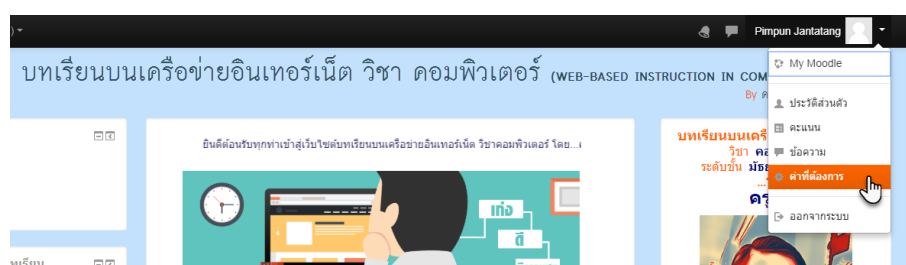 Pimpun Jantatang
บทเรียนบนเครือข่ายอินเทอร์เน็ต วิชา คอมพิวเตอร์ (WEB-BASED INSTRUCTION IN COM
By
My Moodle
ประวัติส่วนตัว
คะแนน
ข้อความ
ค่าที่ต้องการ
ออกจากระบบ
ยินดีต้อนรับทุกท่าเข้าสู่เว็บไซต์บทเรียนบนเครือข่ายอินเทอร์เน็ต วิชาคอมพิวเตอร์ โดย...
บทเรียนบนเครื
วิชา คอ
ระดับชั้น มัธย
...
ครู
เก่ง
ดี